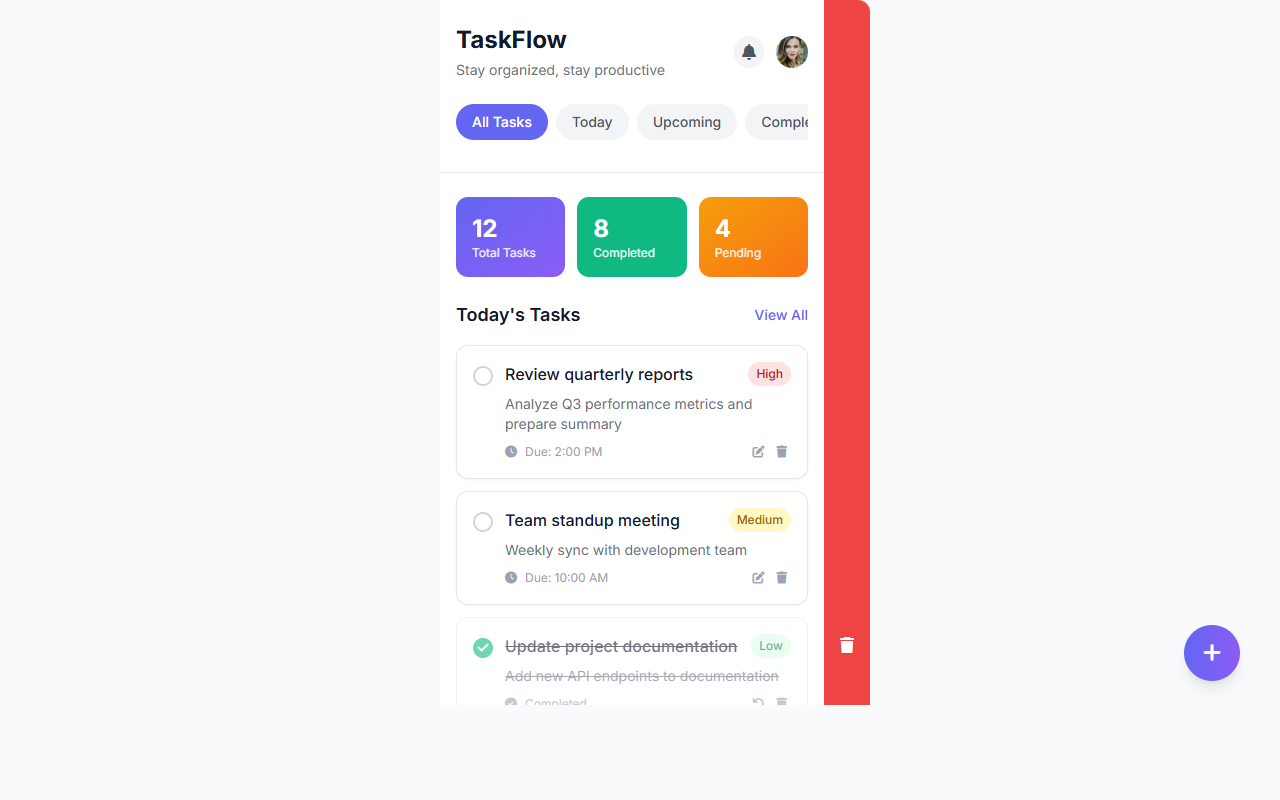 TaskFlow
Stay organized, stay productive
All Tasks
Today
Upcoming
Comple
12
Total Tasks
8
Completed
4
Pending
Today's Tasks
View All
Review quarterly reports
High
Analyze Q3 performance metrics and
prepare summary
Due: 2:00 PM
Team standup meeting
Medium
Weekly sync with development team
Due: 10:00 AM
Update project documentation
Low
Add new API endpoints to documentation
Completed